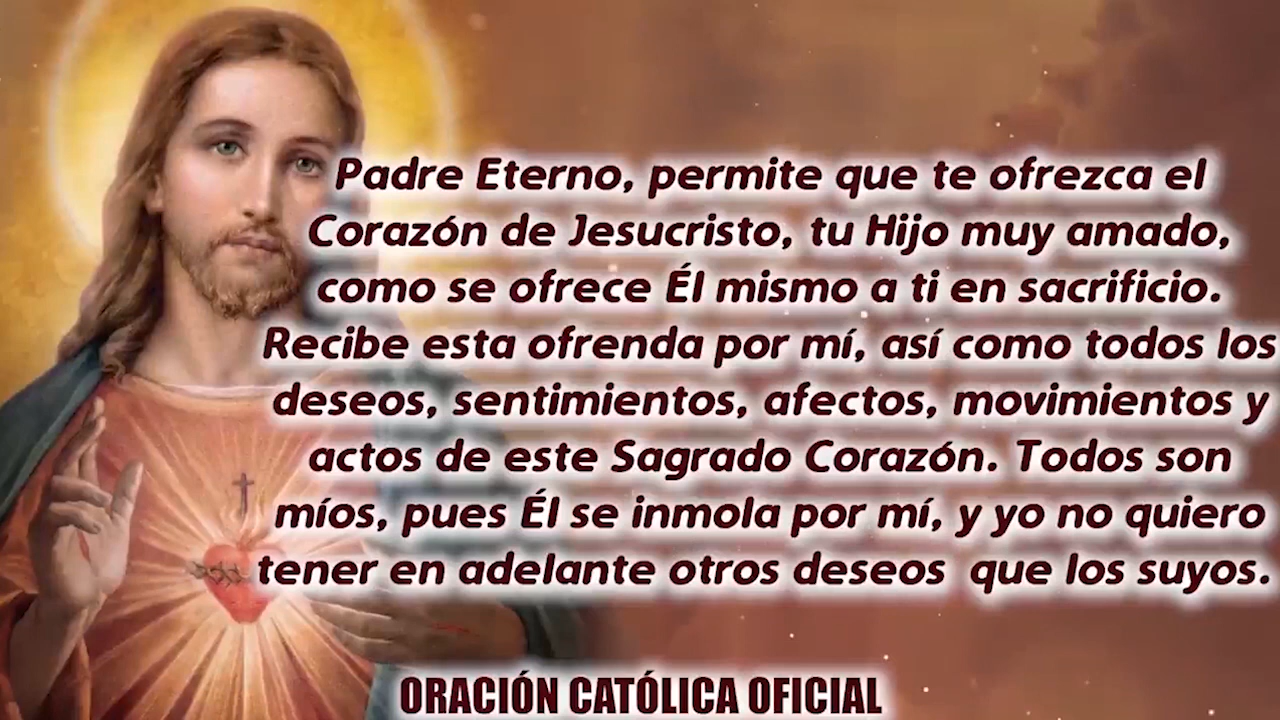 Padre Eterno, permite que te ofrezca el
Corazón de Jesucristo, tu Hijo muy amado,
como se ofrece Él mismo a ti en sacrificio.
Recibe esta ofrenda por mí, así como todos los
deseos, sentimientos, afectos, movimientos y
actos de este Sagrado Corazón. Todos son
míos, pues Él se inmola por mí, y yo no quiero
tener en adelante otros deseos que los suyos.
ORACIÓN CATÓLICA OFICIAL